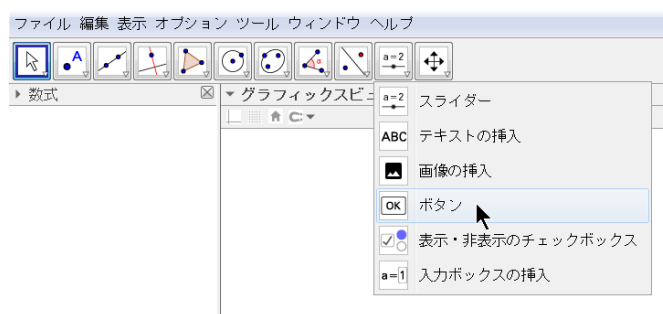 ファイル 編集 表示 オプション ツール ウィンドウ ヘルプ
A a=2
数式 グラフィックスビュ
a=2 スライダー
ABC テキストの挿入
画像の挿入
OK ボタン
表示・非表示のチェックボックス
a=1 入力ボックスの挿入